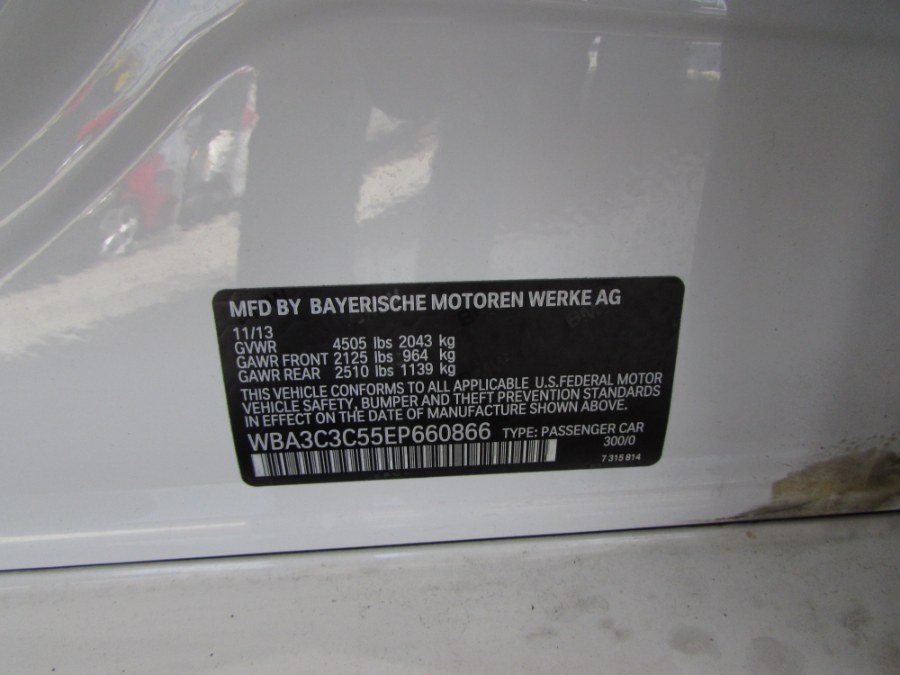 MFD BY BAYERISCHE MOTOREN WERKE AG
11/13
GVWR 4505 lbs 2043 kg
GAWR FRONT 2125 lbs 964 kg
GAWR REAR 2510 lbs 1139 kg
THIS VEHICLE CONFORMS TO ALL APPLICABLE U.S.FEDERAL MOTOR
VEHICLE SAFETY, BUMPER AND THEFT PREVENTION STANDARDS
IN EFFECT ON THE DATE OF MANUFACTURE SHOWN ABOVE.
WBA3C3C55EP660866 TYPE: PASSENGER CAR
300/0
7 315 814